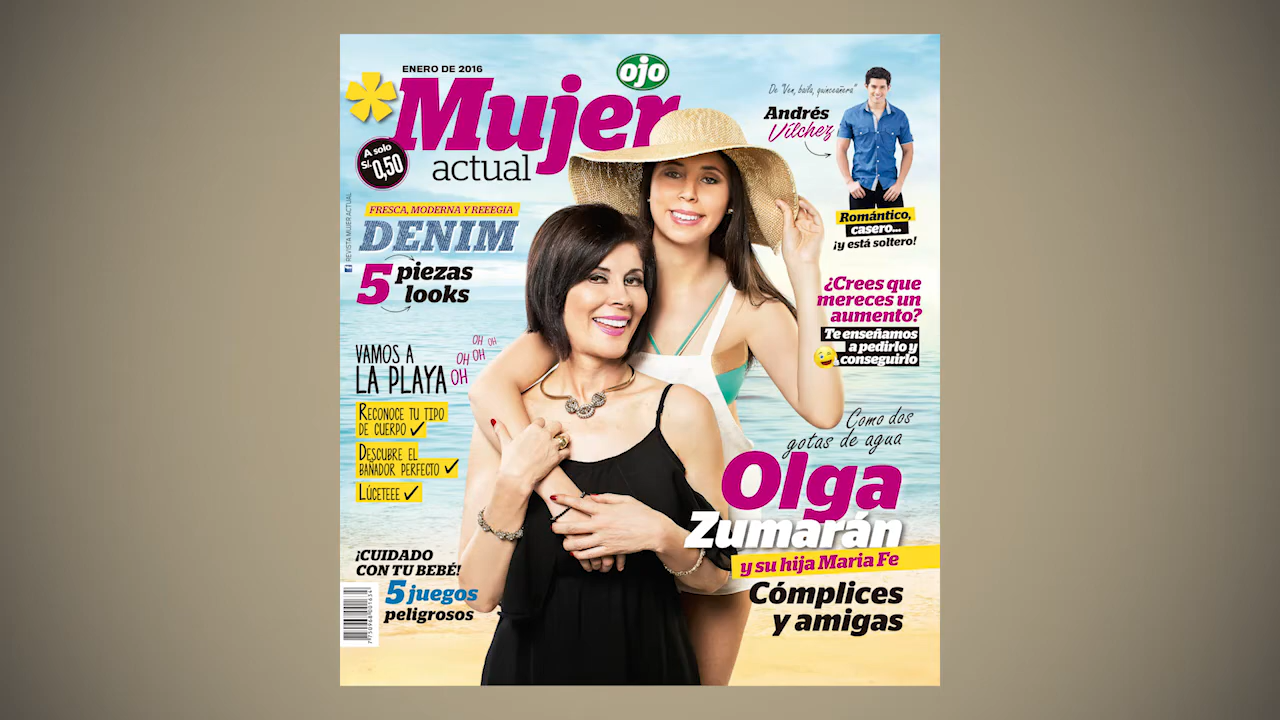 ENERO DE 2016
ojo
Mujer
actual
A solo
S/. 0,50
REVISTA MUJER ACTUAL
FRESCA, MODERNA Y REEEGIA
DENIM
5 piezas
looks
VAMOS A
LA PLAYA
OH OH
OH OH
OH
RECONOCE TU TIPO
DE CUERPO
DESCUBRE EL
BAÑADOR PERFECTO
LÚCETEEE
¡CUIDADO
CON TU BEBÉ!
5 juegos
peligrosos
7 750968 001634
De "Ven, baila, quinceañera"
Andrés
Vílchez
Romántico,
casero...
¡y está soltero!
¿Crees que
mereces un
aumento?
Te enseñamos
a pedirlo y
conseguirlo
Como dos
gotas de agua
Olga
Zumarán
y su hija Maria Fe
Cómplices
y amigas